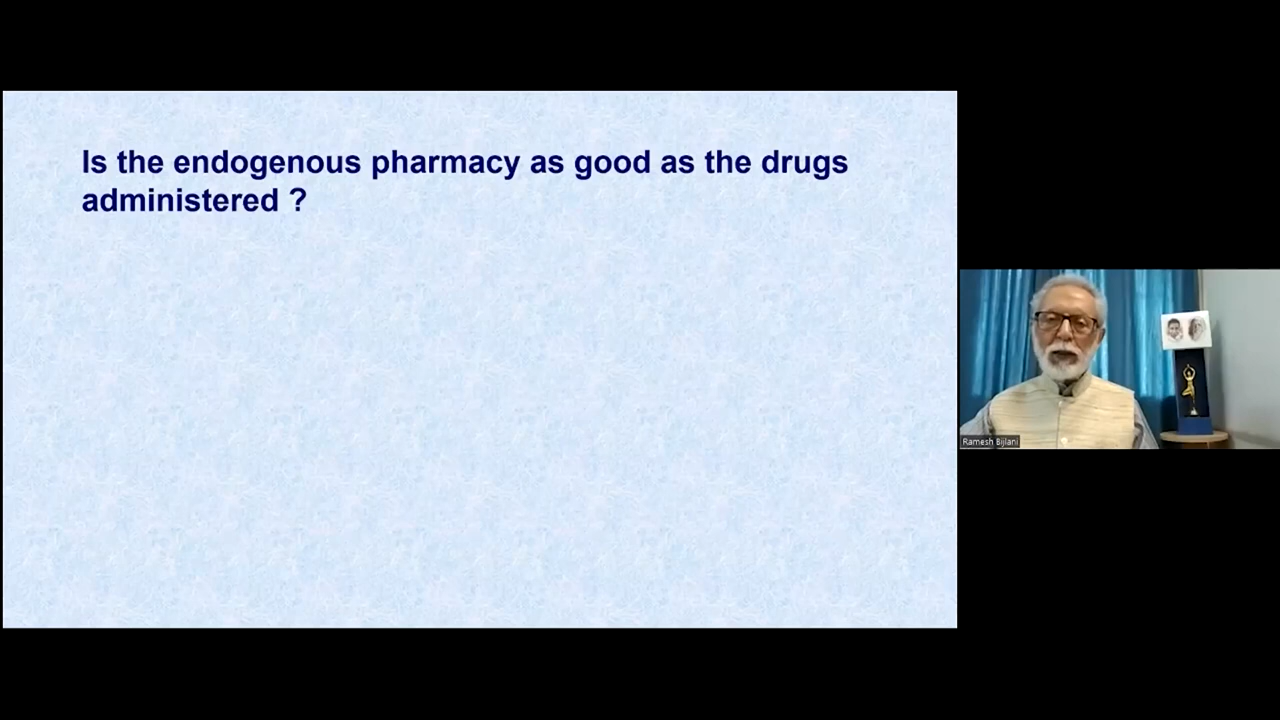 Is the endogenous pharmacy as good as the drugs
administered ?
Ramesh Bijlani